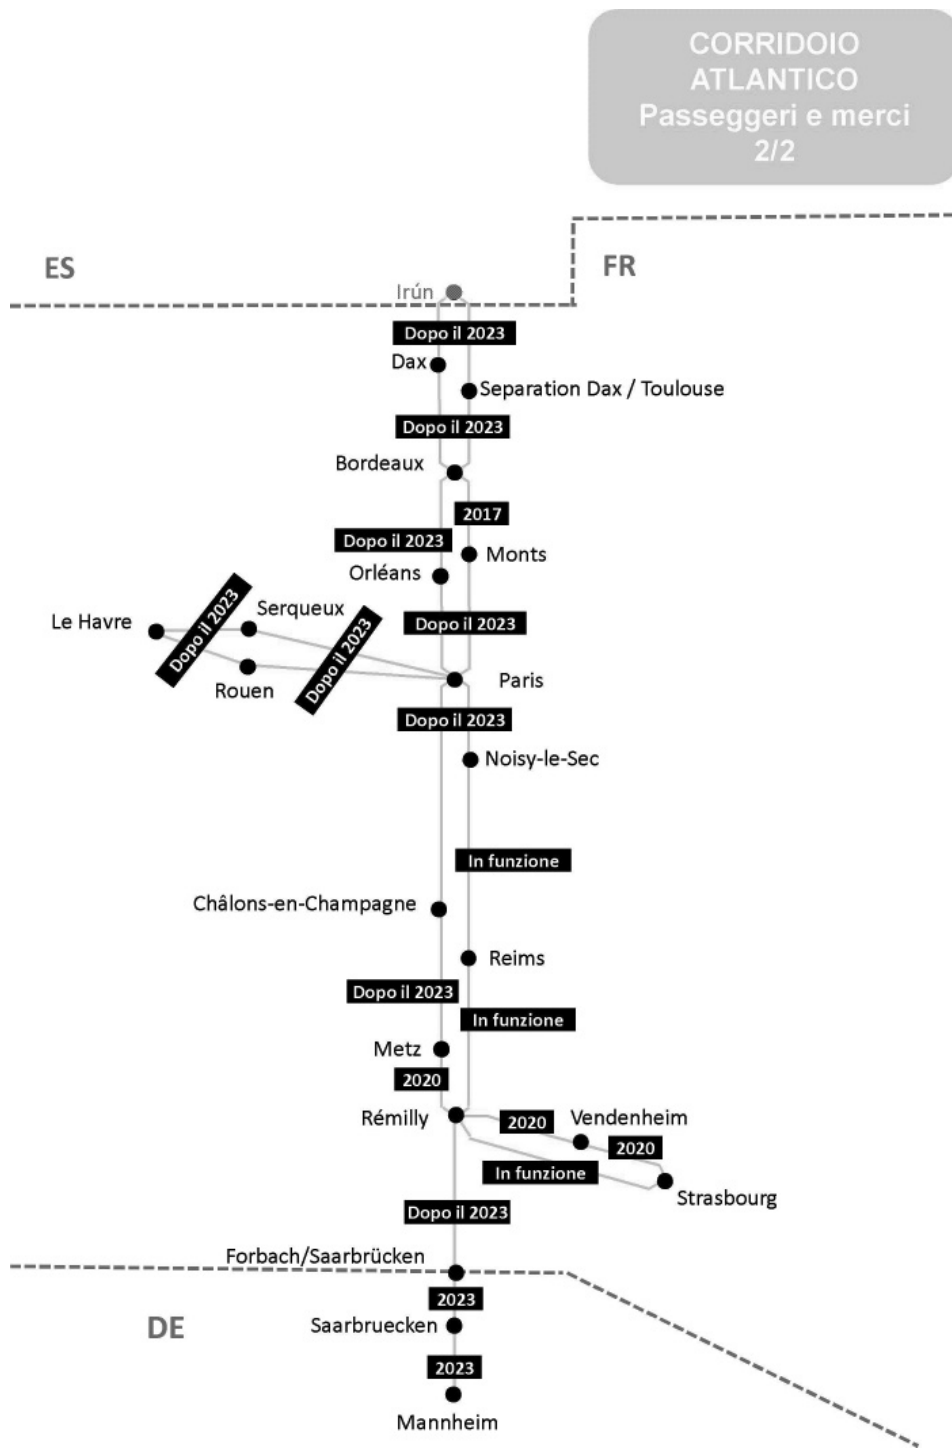 CORRIDOIO
ATLANTICO
Passeggeri e merci
2/2
ES
FR
Irún
Dopo il 2023
Dax
Separation Dax / Toulouse
Dopo il 2023
Bordeaux
2017
Dopo il 2023
Monts
Orléans
Serqueux
Le Havre
Dopo il 2023
Dopo il 2023
Dopo il 2023
Rouen
Paris
Dopo il 2023
Noisy-le-Sec
In funzione
Châlons-en-Champagne
Reims
Dopo il 2023
In funzione
Metz
2020
Rémilly
2020
Vendenheim
2020
In funzione
Strasbourg
Dopo il 2023
Forbach/Saarbrücken
2023
DE
Saarbruecken
2023
Mannheim